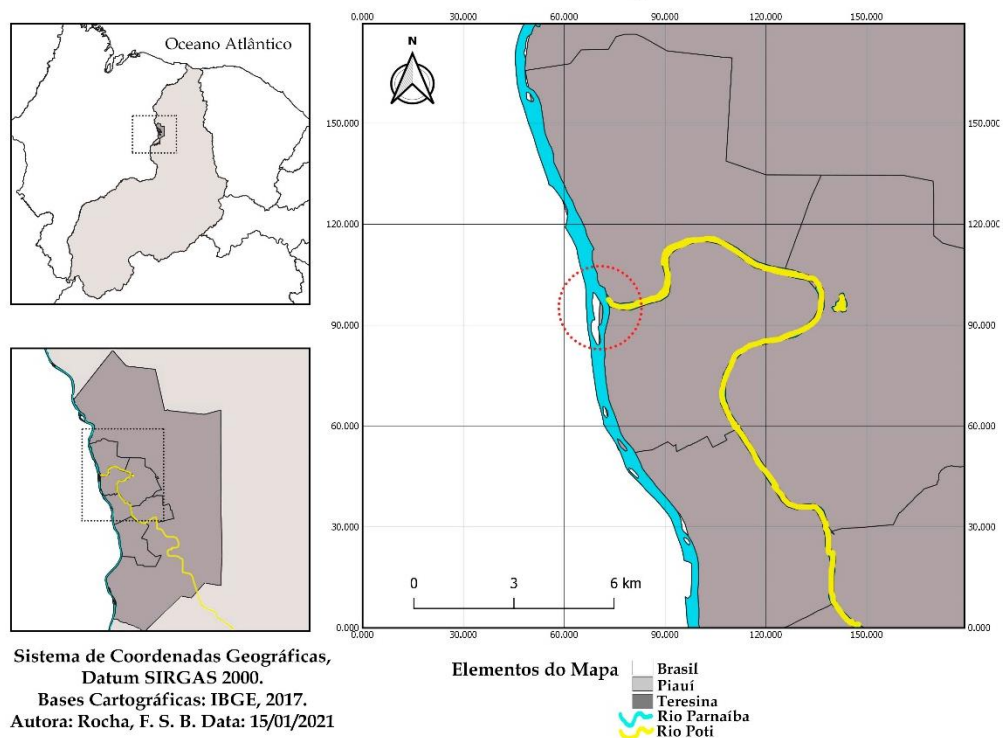 Oceano Atlântico
0.000 30.000 60.000 90.000 120.000 150.000
N
150.000 150.000
120.000 120.000
90.000 90.000
60.000 60.000
30.000 30.000
0 3 6 km
0.000 0.000
0.000 30.000 60.000 90.000 120.000 150.000
Sistema de Coordenadas Geográficas,
Datum SIRGAS 2000.
Bases Cartográficas: IBGE, 2017.
Autora: Rocha, F. S. B. Data: 15/01/2021
Elementos do Mapa
Brasil
Piauí
Teresina
Rio Parnaíba
Rio Poti